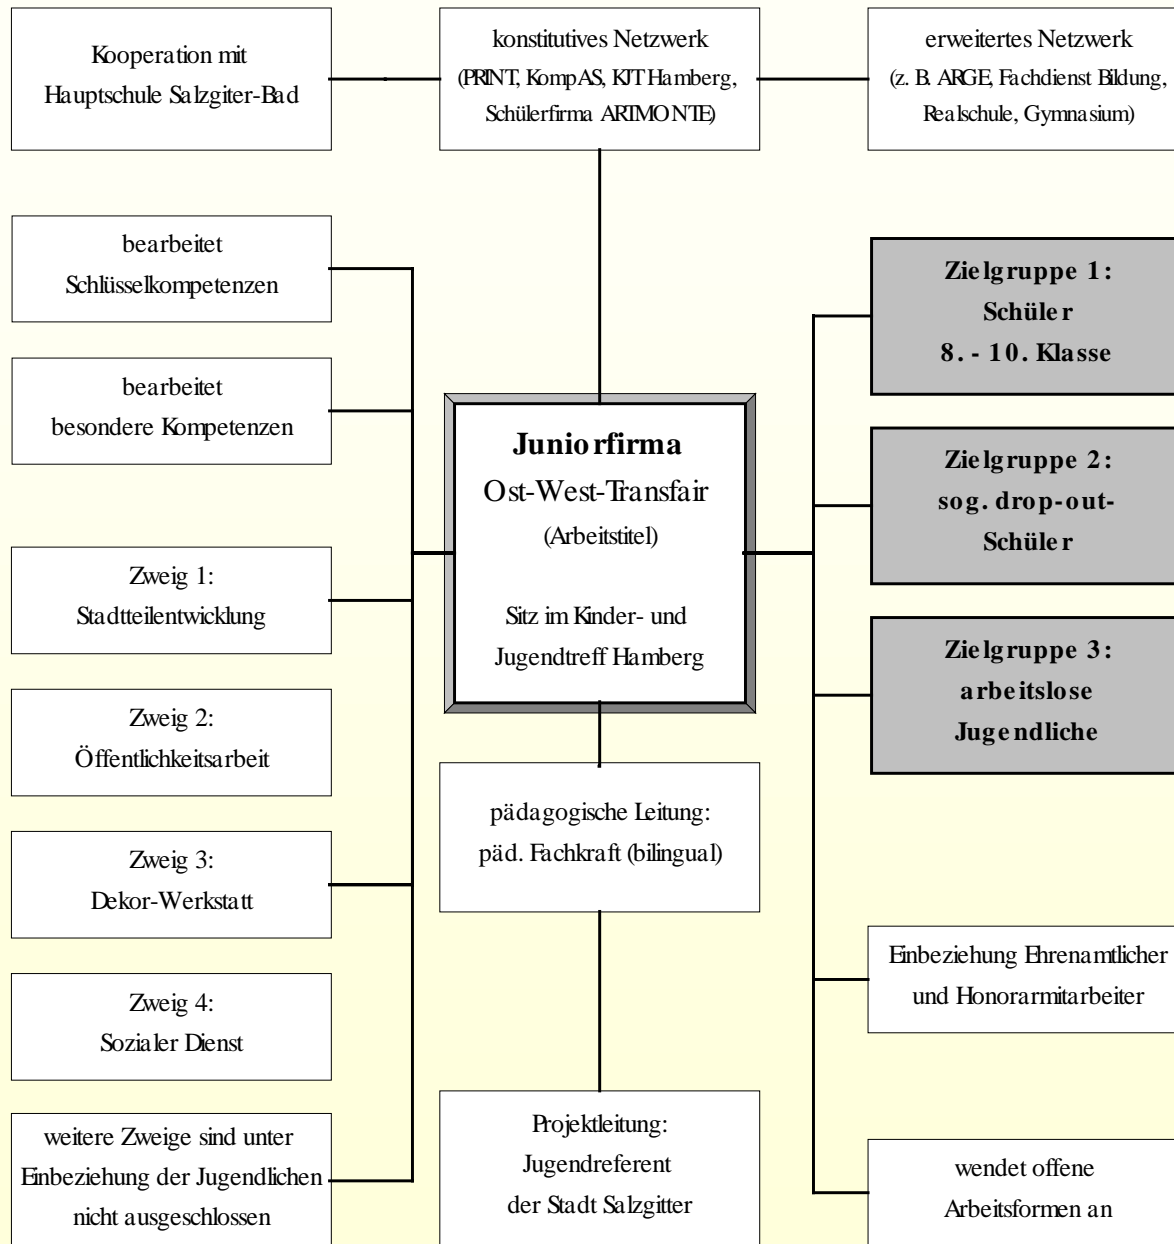 Kooperation mit
Hauptschule Salzgiter-Bad
konstitutives Netzwerk
(PRINT, KompAS, KJT Hamberg,
Schülerfirma ARTMONTE)
erweitertes Netzwerk
(z. B. ARGE, Fachdienst Bildung,
Realschule, Gymnasium)
bearbeitet
Schlüsselkompetenzen
bearbeitet
besondere Kompetenzen
Zweig 1:
Stadtteilentwicklung
Zweig 2:
Öffentlichkeitsarbeit
Zweig 3:
Dekor-Werkstatt
Zweig 4:
Sozialer Dienst
weitere Zweige sind unter
Einbeziehung der Jugendlichen
nicht ausgeschlossen
Juniorfirma
Ost-West-Transfair
(Arbeitstitel)
Sitz im Kinder- und
Jugendtreff Hamberg
pädagogische Leitung:
päd. Fachkraft (bilingual)
Projektleitung:
Jugendreferent
der Stadt Salzgitter
Zielgruppe 1:
Schüler
8. - 10. Klasse
Zielgruppe 2:
sog. drop-out-
Schüler
Zielgruppe 3:
arbeitslose
Jugendliche
Einbeziehung Ehrenamtlicher
und Honorarmitarbeiter
wendet offene
Arbeitsformen an